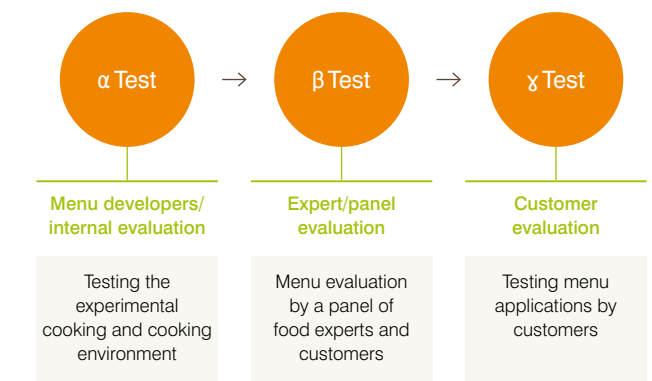 α Test
β Test
ɣ Test
Menu developers/
internal evaluation
Expert/panel
evaluation
Customer
evaluation
Testing the
experimental
cooking and cooking
environment
Menu evaluation
by a panel of
food experts and
customers
Testing menu
applications by
customers